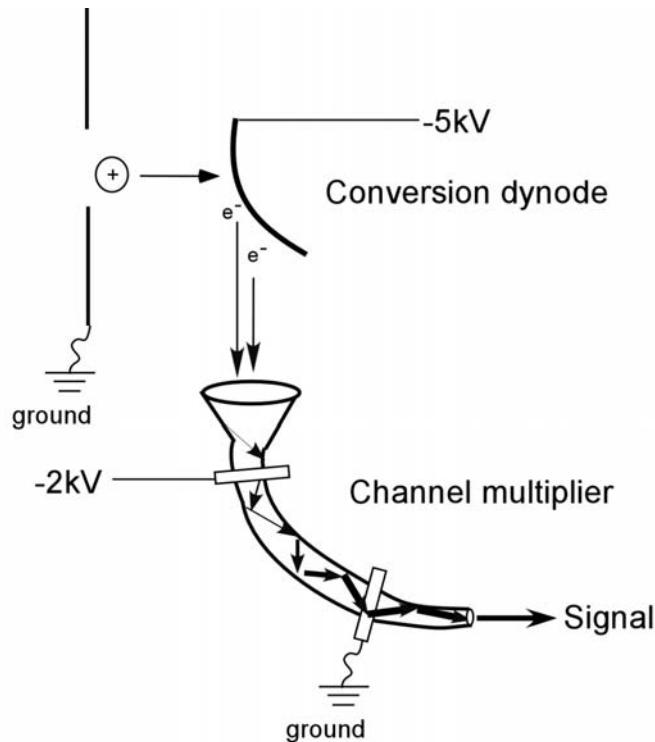 -5kV
+
Conversion dynode
e-
e-
ground
-2kV
Channel multiplier
Signal
ground